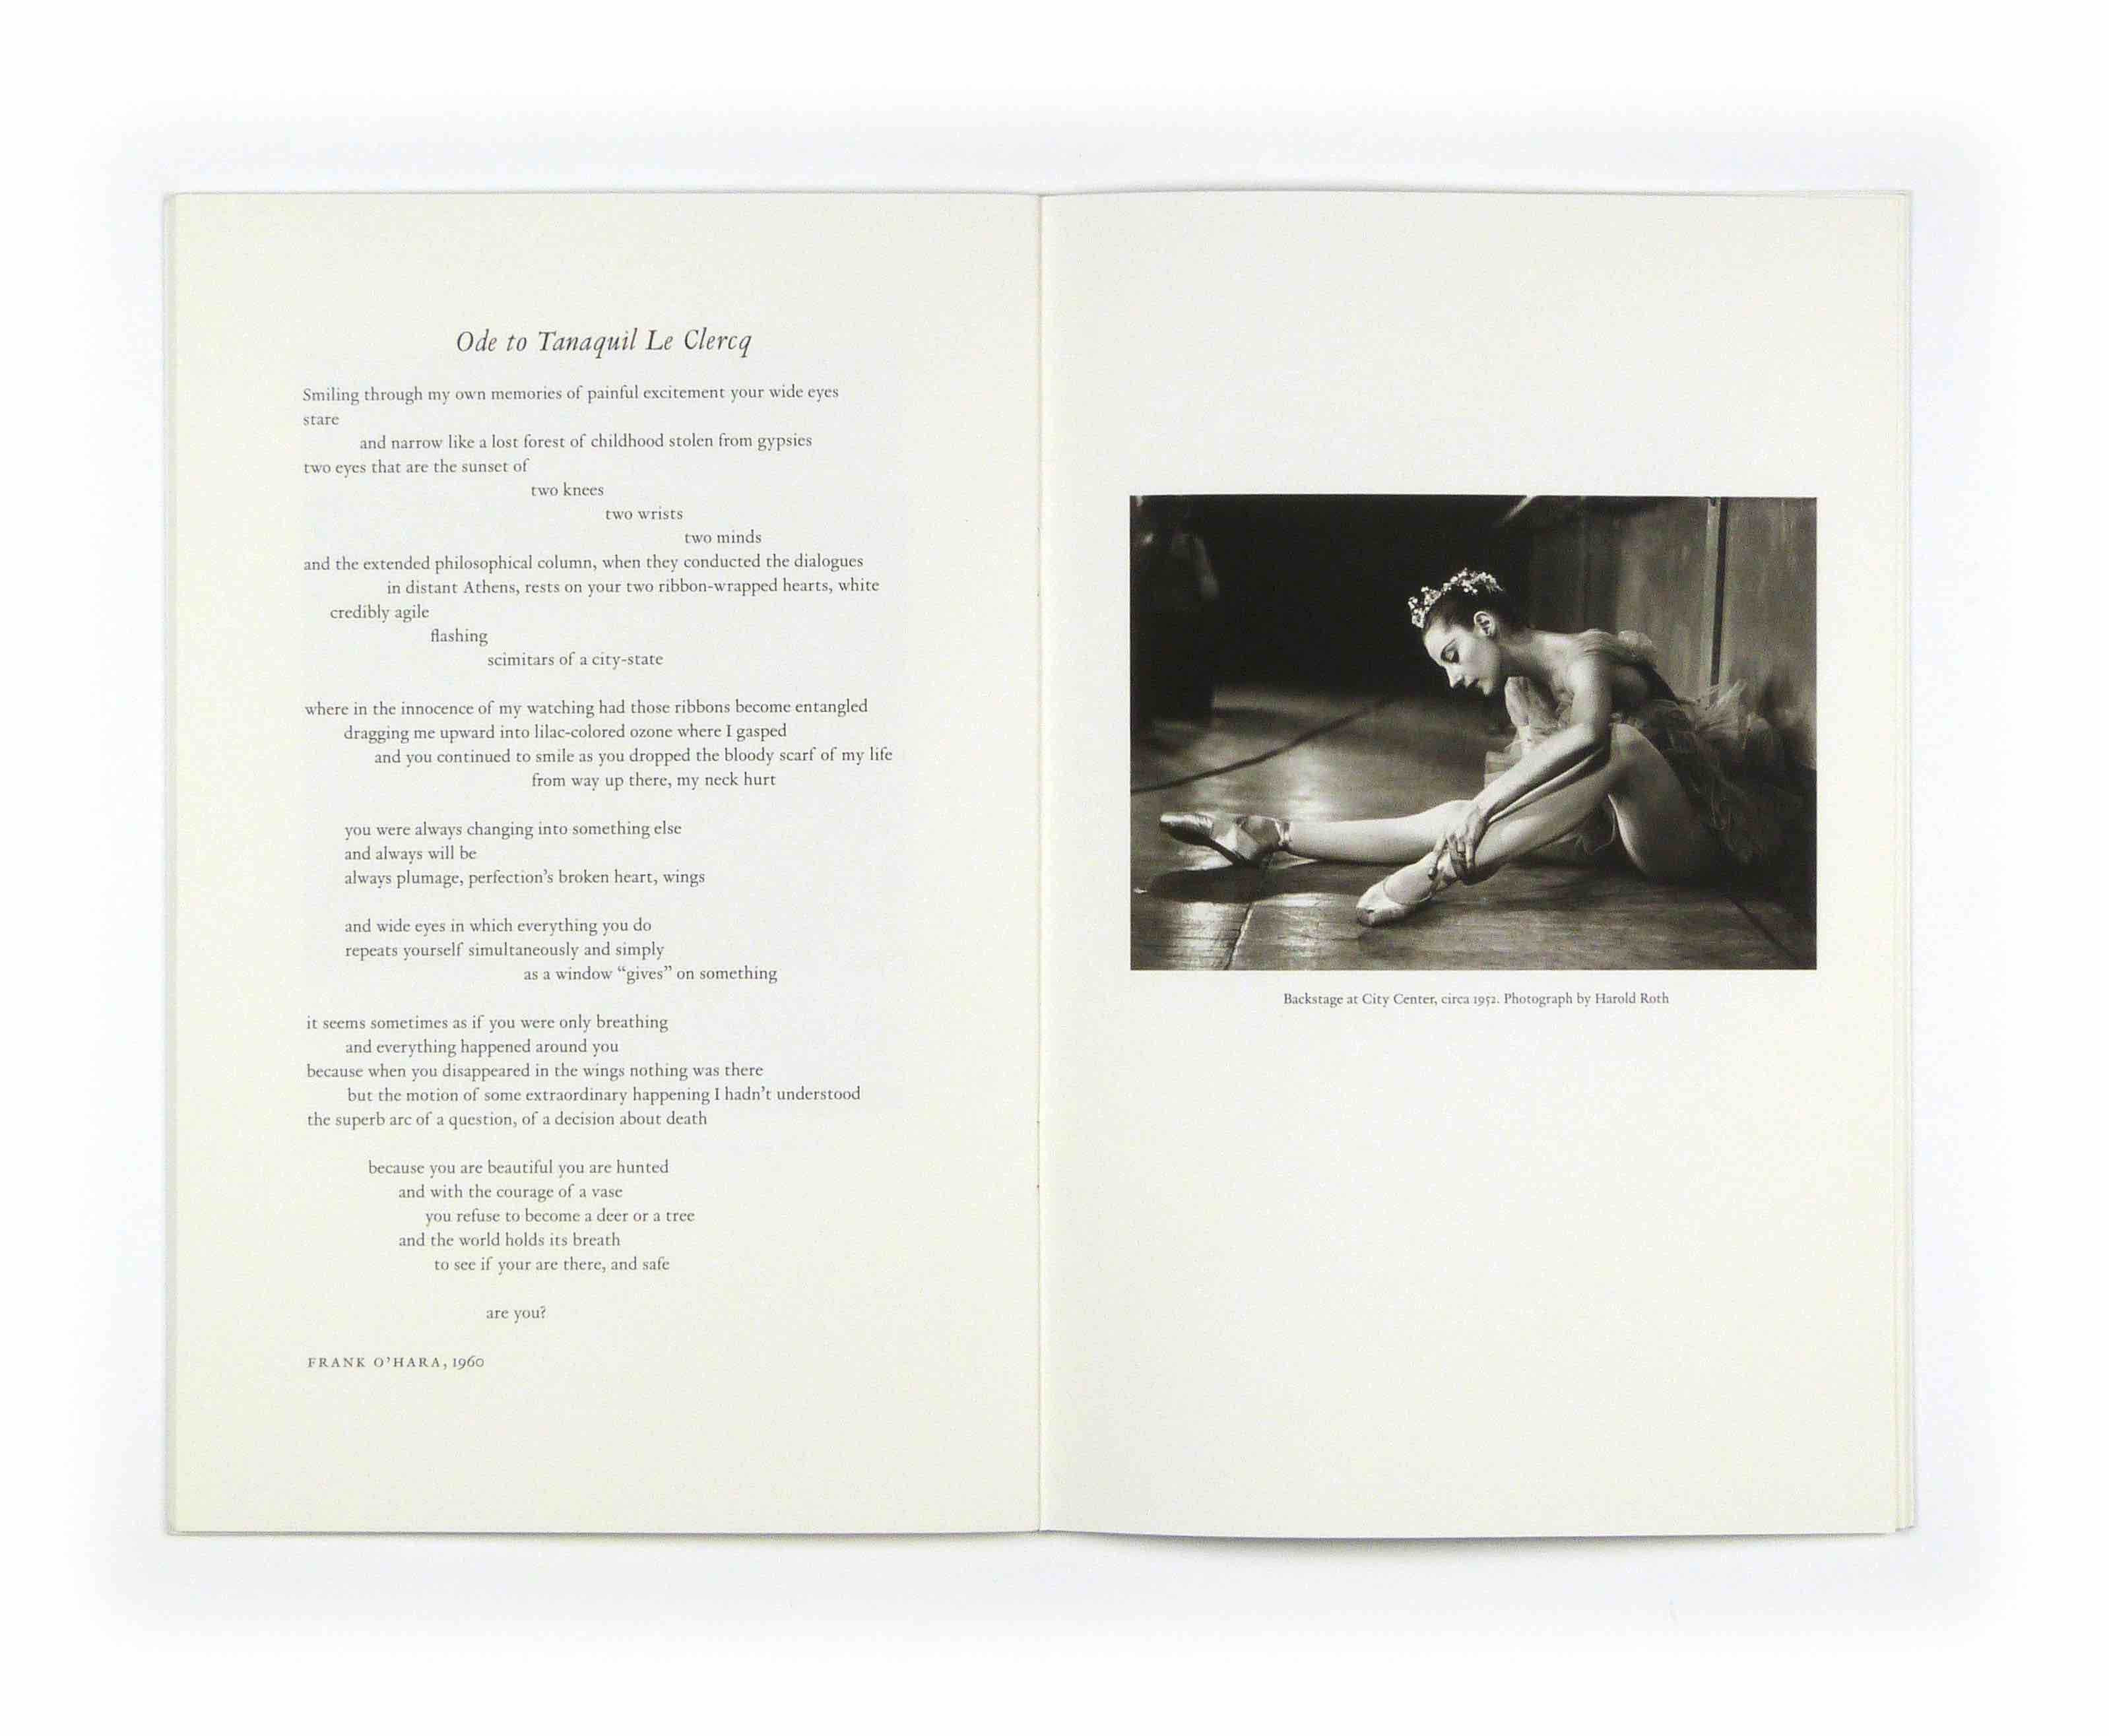 Ode to Tanaquil Le Clercq
Smiling through my own memories of painful excitement your wide eyes
stare
and narrow like a lost forest of childhood stolen from gypsies
two eyes that are the sunset of
two knees
two wrists
two minds
and the extended philosophical column, when they conducted the dialogues
in distant Athens, rests on your two ribbon-wrapped hearts, white
credibly agile
flashing
scimitars of a city-state
where in the innocence of my watching had those ribbons become entangled
dragging me upward into lilac-colored ozone where I gasped
and you continued to smile as you dropped the bloody scarf of my life
from way up there, my neck hurt
you were always changing into something else
and always will be
always plumage, perfection's broken heart, wings
and wide eyes in which everything you do
repeats yourself simultaneously and simply
as a window “gives” on something
it seems sometimes as if you were only breathing
and everything happened around you
because when you disappeared in the wings nothing was there
but the motion of some extraordinary happening I hadn't understood
the superb arc of a question, of a decision about death
because you are beautiful you are hunted
and with the courage of a vase
you refuse to become a deer or a tree
and the world holds its breath
to see if your are there, and safe
are you?
FRANK O'HARA, 1960
Backstage at City Center, circa 1952. Photograph by Harold Roth